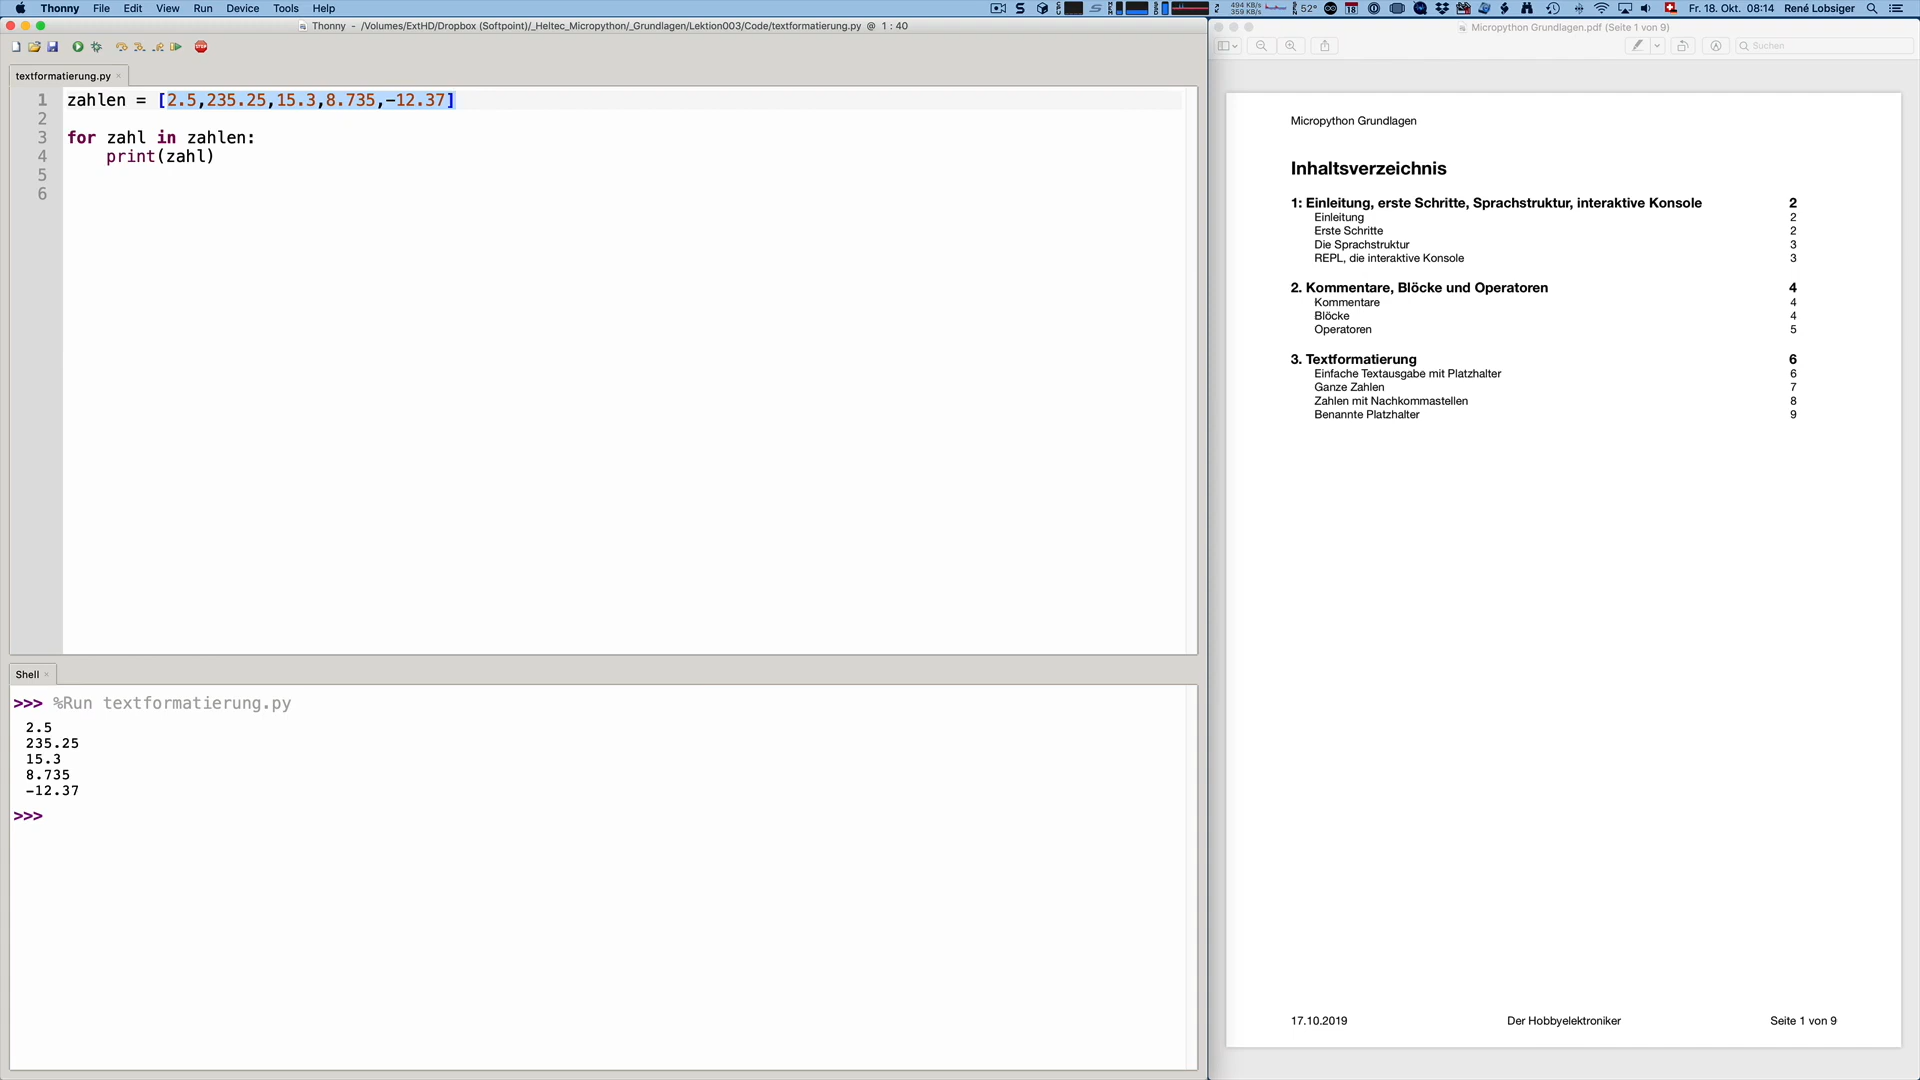 Thonny File Edit View Run Device Tools Help
494 KB/s
359 KB/s
52° 18 Fr. 18. Okt. 08:14 René Lobsiger
Thonny - /Volumes/ExtHD/Dropbox (Softpoint)/_Heltec_Micropython/_Grundlagen/Lektion003/Code/textformatierung.py @ 1 : 40
textformatierung.py
1 zahlen = [2.5,235.25,15.3,8.735,-12.37]
2
3 for zahl in zahlen:
4 print(zahl)
5
6
Shell
>>> %Run textformatierung.py
2.5
235.25
15.3
8.735
-12.37
>>>
Micropython Grundlagen.pdf (Seite 1 von 9)
Suchen
Micropython Grundlagen
Inhaltsverzeichnis
1: Einleitung, erste Schritte, Sprachstruktur, interaktive Konsole 2
Einleitung 2
Erste Schritte 2
Die Sprachstruktur 3
REPL, die interaktive Konsole 3
2. Kommentare, Blöcke und Operatoren 4
Kommentare 4
Blöcke 4
Operatoren 5
3. Textformatierung 6
Einfache Textausgabe mit Platzhalter 6
Ganze Zahlen 7
Zahlen mit Nachkommastellen 8
Benannte Platzhalter 9
17.10.2019 Der Hobbyelektroniker Seite 1 von 9